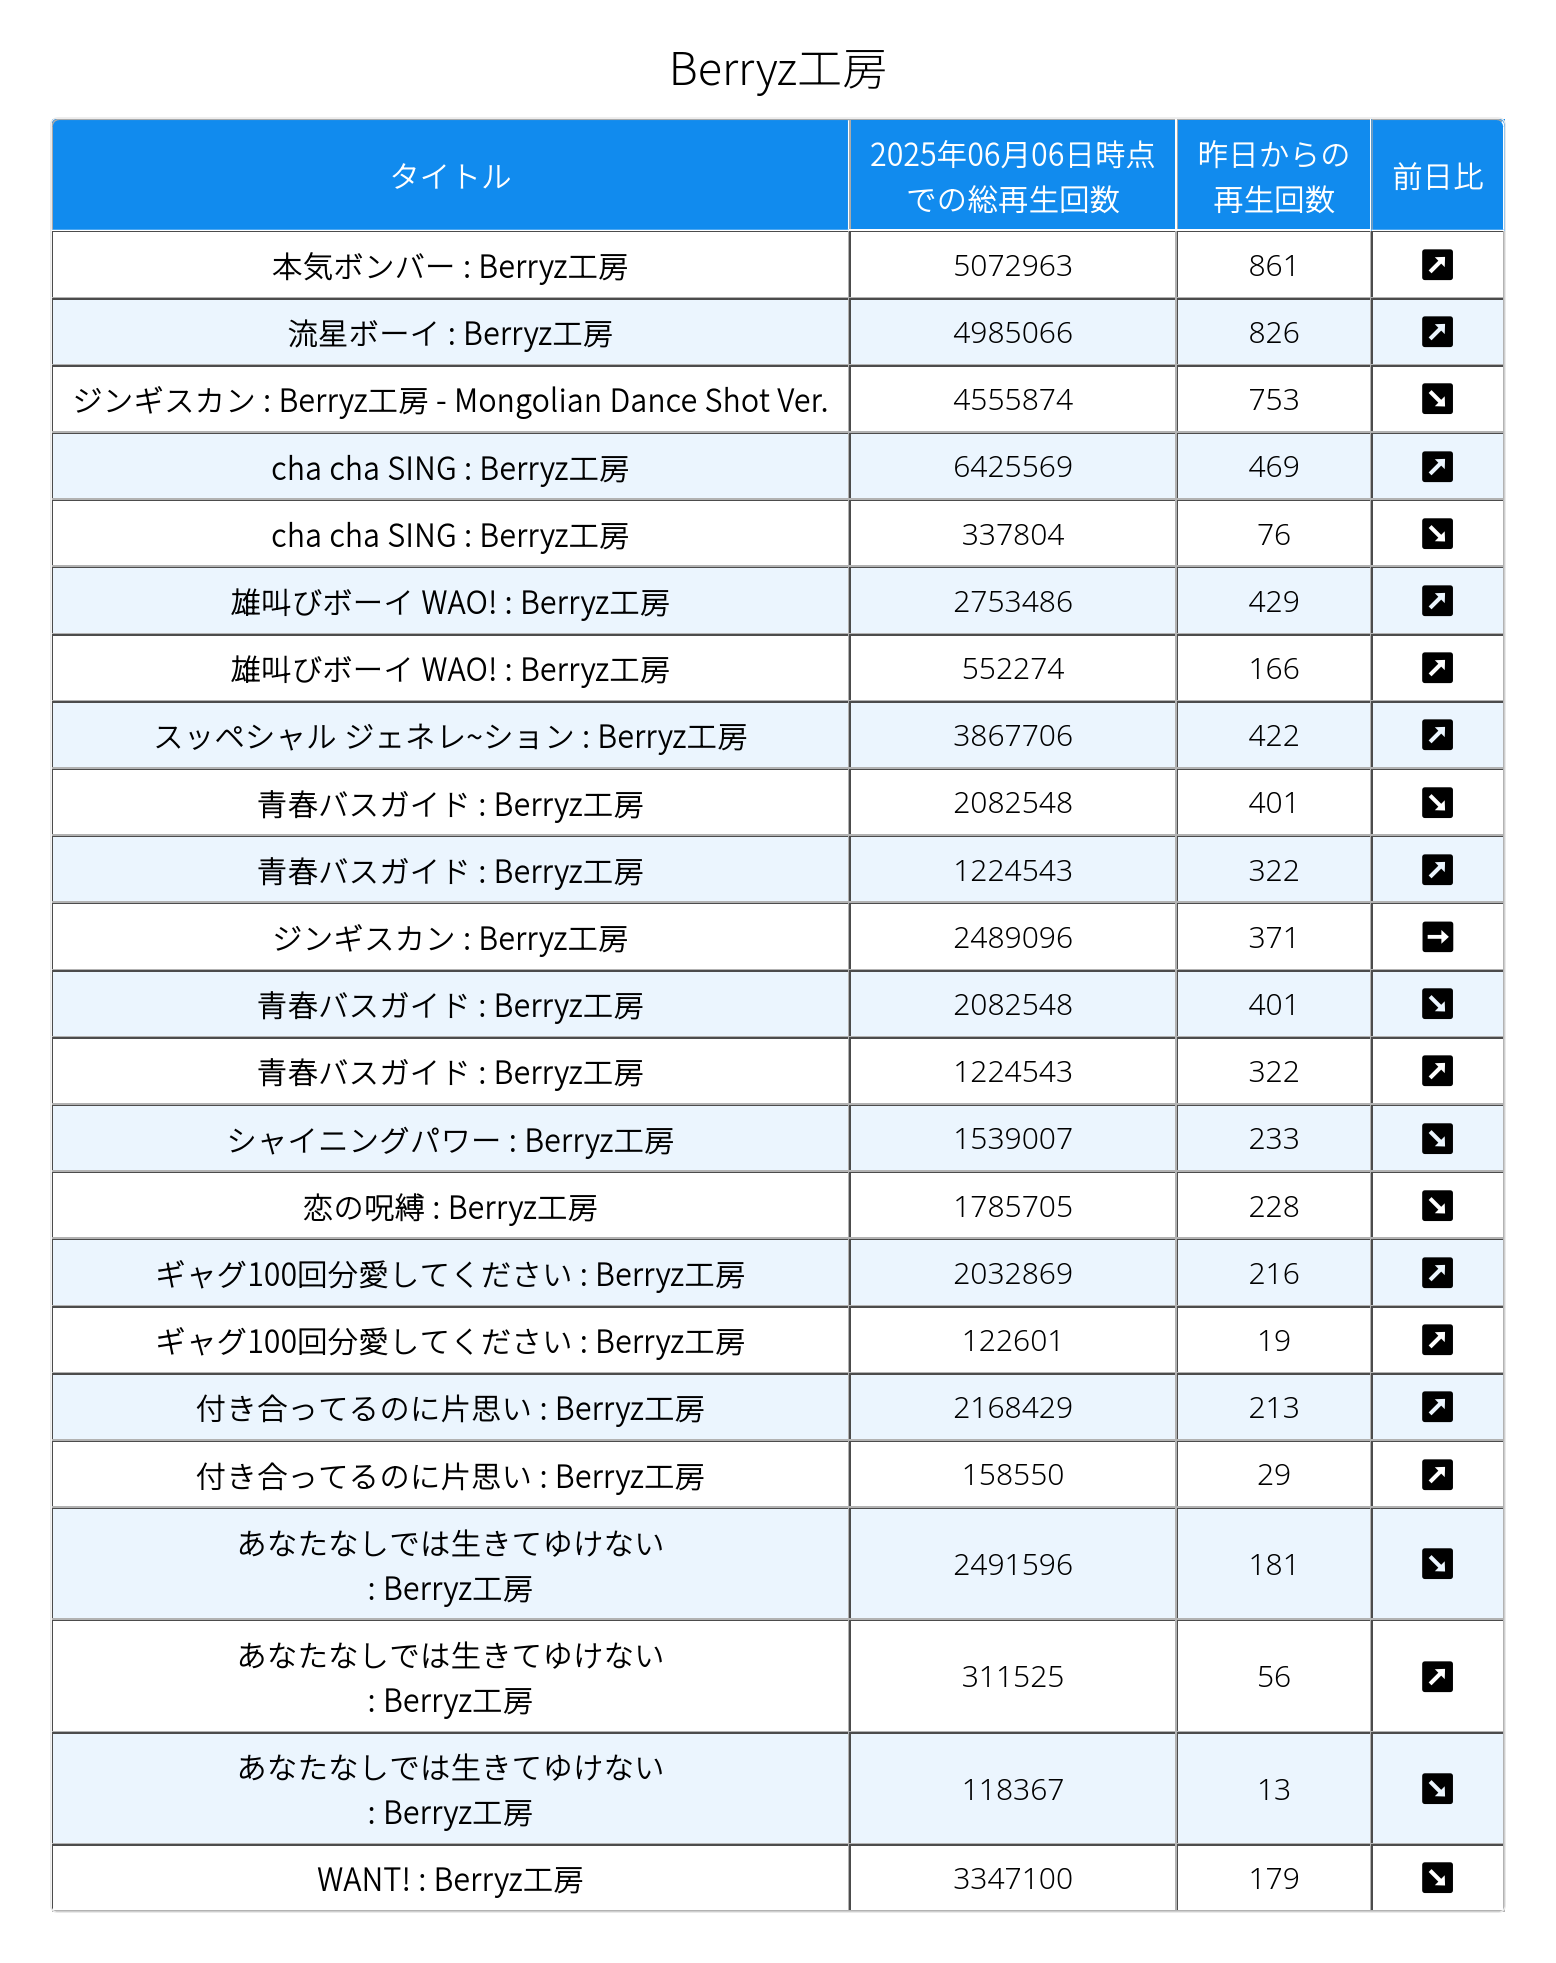 Berryz工房
タイトル 2025年06月06日時点での総再生回数 昨日からの再生回数 前日比
本気ボンバー : Berryz工房 5072963 861 ↗
流星ボーイ : Berryz工房 4985066 826 ↗
ジンギスカン : Berryz工房 - Mongolian Dance Shot Ver. 4555874 753 ↘
cha cha SING : Berryz工房 6425569 469 ↗
cha cha SING : Berryz工房 337804 76 ↘
雄叫びボーイ WAO! : Berryz工房 2753486 429 ↗
雄叫びボーイ WAO! : Berryz工房 552274 166 ↗
スッペシャル ジェネレ~ション : Berryz工房 3867706 422 ↗
青春バスガイド : Berryz工房 2082548 401 ↘
青春バスガイド : Berryz工房 1224543 322 ↗
ジンギスカン : Berryz工房 2489096 371 →
青春バスガイド : Berryz工房 2082548 401 ↘
青春バスガイド : Berryz工房 1224543 322 ↗
シャイニングパワー : Berryz工房 1539007 233 ↘
恋の呪縛 : Berryz工房 1785705 228 ↘
ギャグ100回分愛してください : Berryz工房 2032869 216 ↗
ギャグ100回分愛してください : Berryz工房 122601 19 ↗
付き合ってるのに片思い : Berryz工房 2168429 213 ↗
付き合ってるのに片思い : Berryz工房 158550 29 ↗
あなたなしでは生きてゆけない
: Berryz工房 2491596 181 ↘
あなたなしでは生きてゆけない
: Berryz工房 311525 56 ↗
あなたなしでは生きてゆけない
: Berryz工房 118367 13 ↘
WANT! : Berryz工房 3347100 179 ↘